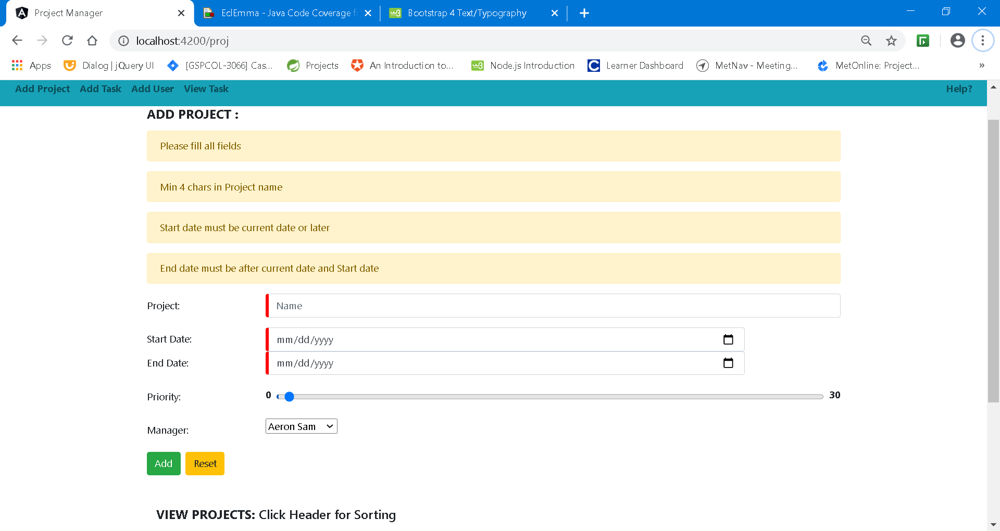 Project Manager
EclEmma - Java Code Coverage f
Bootstrap 4 Text/Typography
localhost:4200/proj
Apps
Dialog | jQuery UI
[GSPCOL-3066] Cas...
Projects
An Introduction to...
Node.js Introduction
Learner Dashboard
MetNav - Meeting...
MetOnline: Project...
»
Add Project Add Task Add User View Task Help?
ADD PROJECT :
Please fill all fields
Min 4 chars in Project name
Start date must be current date or later
End date must be after current date and Start date
Project: Name
Start Date: mm/dd/yyyy
End Date: mm/dd/yyyy
Priority: 0 30
Manager: Aeron Sam
Add Reset
VIEW PROJECTS: Click Header for Sorting